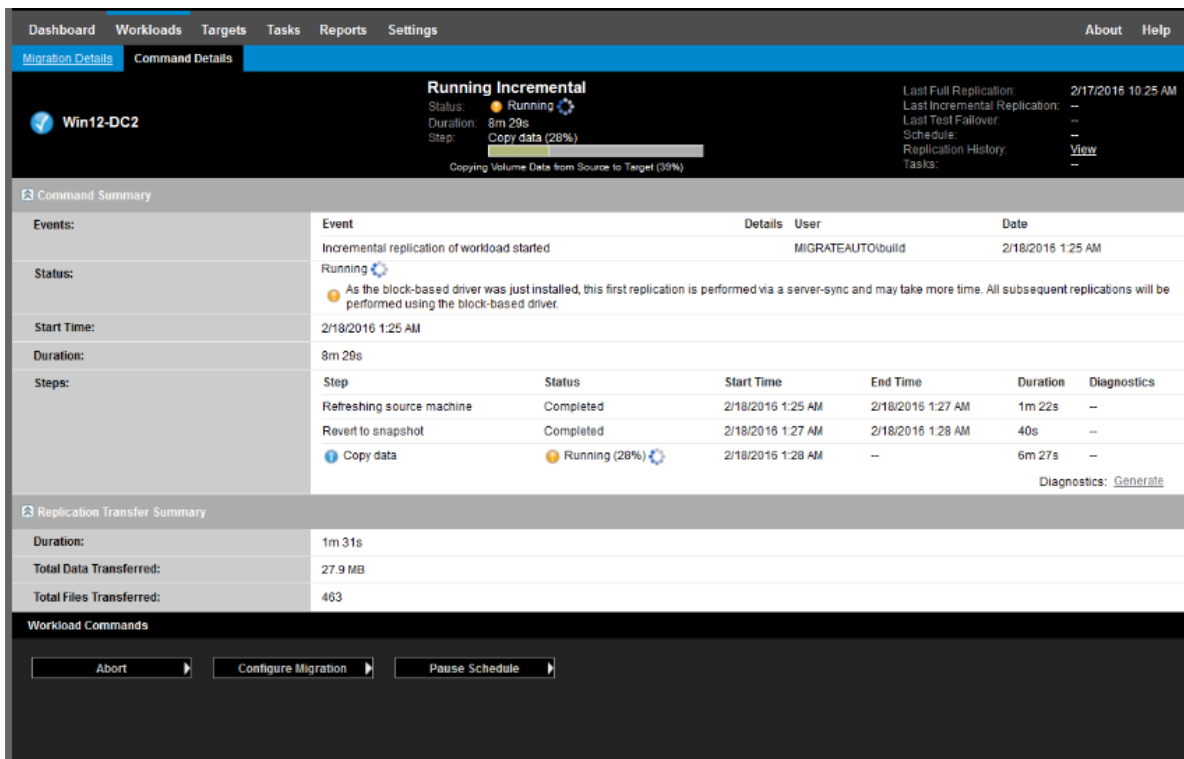 Dashboard Workloads Targets Tasks Reports Settings About Help
Migration Details Command Details
Win12-DC2
Running Incremental
Status: Running
Duration: 8m 29s
Step: Copy data (28%)
Copying Volume Data from Source to Target (39%)
Last Full Replication: 2/17/2016 10:25 AM
Last Incremental Replication: --
Last Test Failover: --
Schedule: --
Replication History: View
Tasks: --
Command Summary
Events: Event Details User Date
Incremental replication of workload started MIGRATEAUTO\build 2/18/2016 1:25 AM
Status: Running
As the block-based driver was just installed, this first replication is performed via a server-sync and may take more time. All subsequent replications will be
performed using the block-based driver.
Start Time: 2/18/2016 1:25 AM
Duration: 8m 29s
Steps: Step Status Start Time End Time Duration Diagnostics
Refreshing source machine Completed 2/18/2016 1:25 AM 2/18/2016 1:27 AM 1m 22s --
Revert to snapshot Completed 2/18/2016 1:27 AM 2/18/2016 1:28 AM 40s --
Copy data Running (28%) 2/18/2016 1:28 AM -- 6m 27s --
Diagnostics: Generate
Replication Transfer Summary
Duration: 1m 31s
Total Data Transferred: 27.9 MB
Total Files Transferred: 463
Workload Commands
Abort Configure Migration Pause Schedule